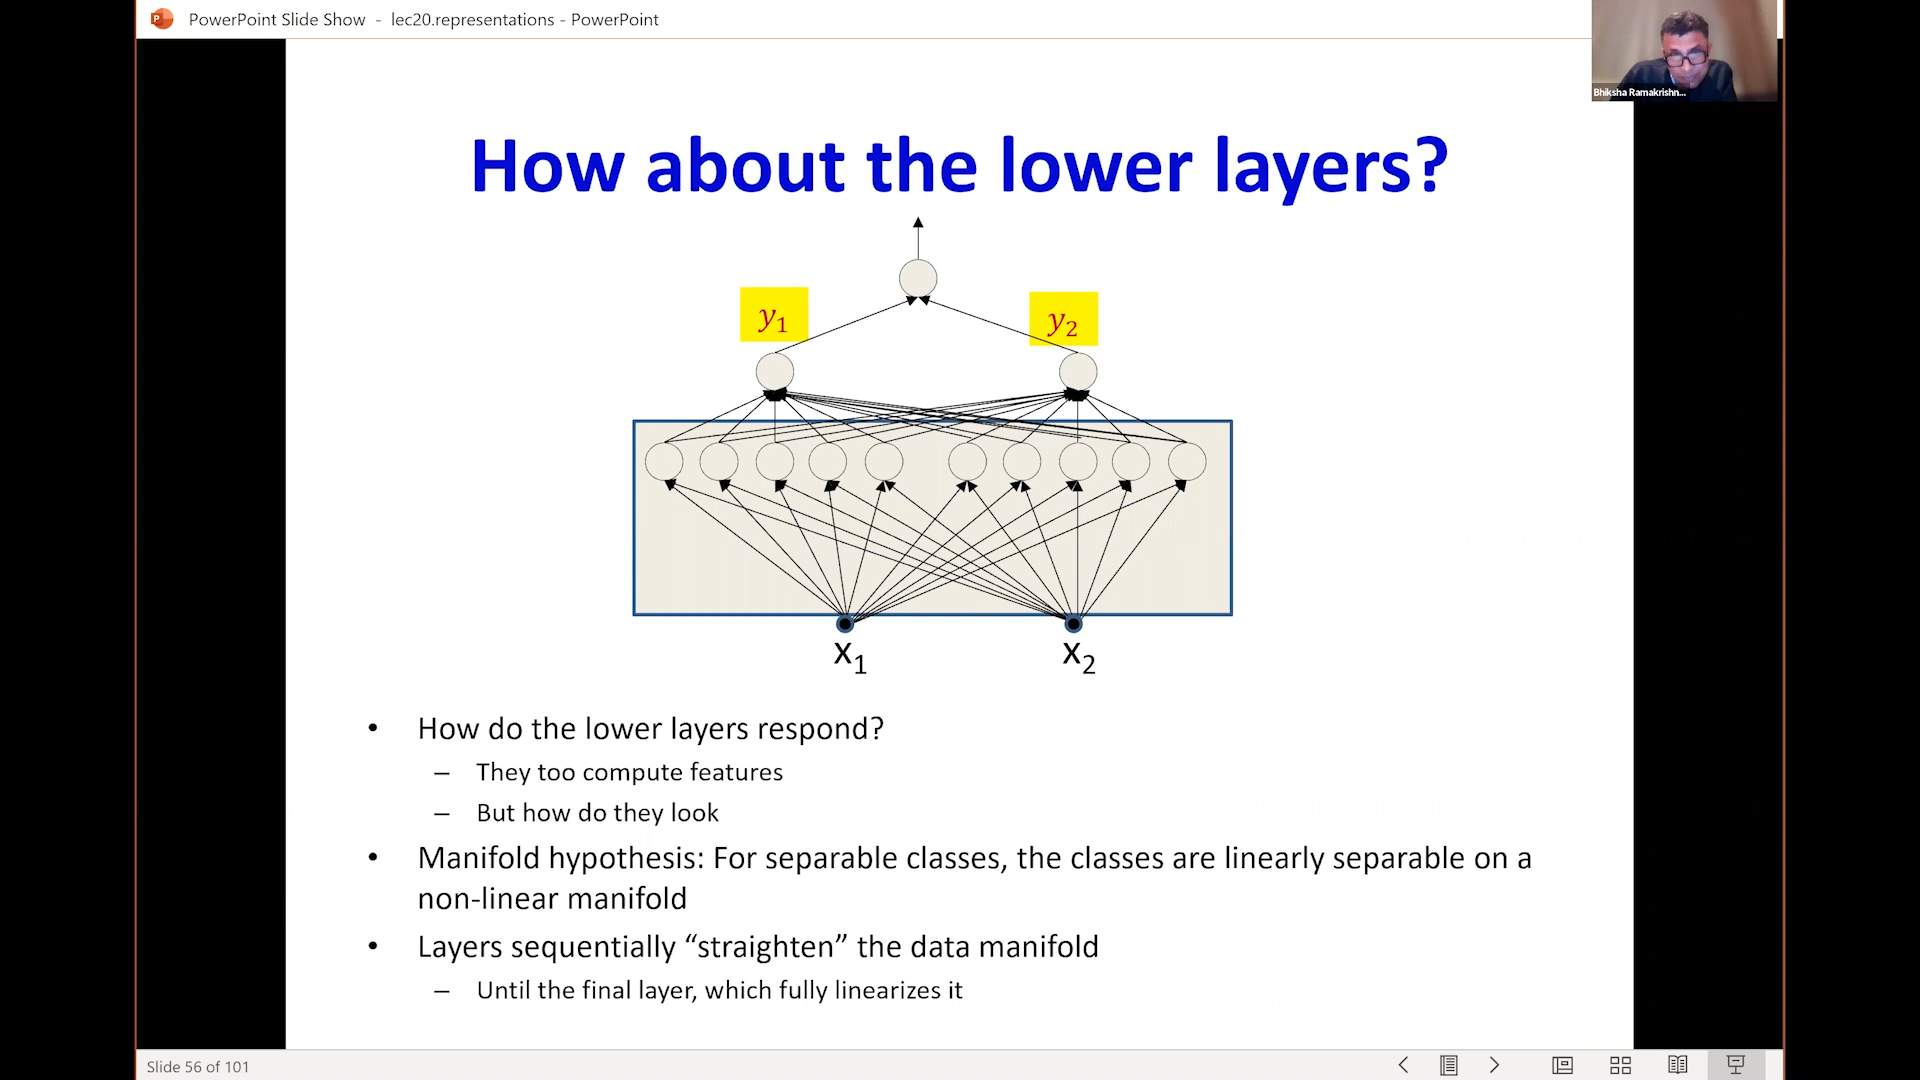 PowerPoint Slide Show - lec20.representations - PowerPoint
Bhiksha Ramakrishn...
How about the lower layers?
y₁
y₂
x₁
x₂
• How do the lower layers respond?
– They too compute features
– But how do they look
• Manifold hypothesis: For separable classes, the classes are linearly separable on a
non-linear manifold
• Layers sequentially “straighten” the data manifold
– Until the final layer, which fully linearizes it
Slide 56 of 101